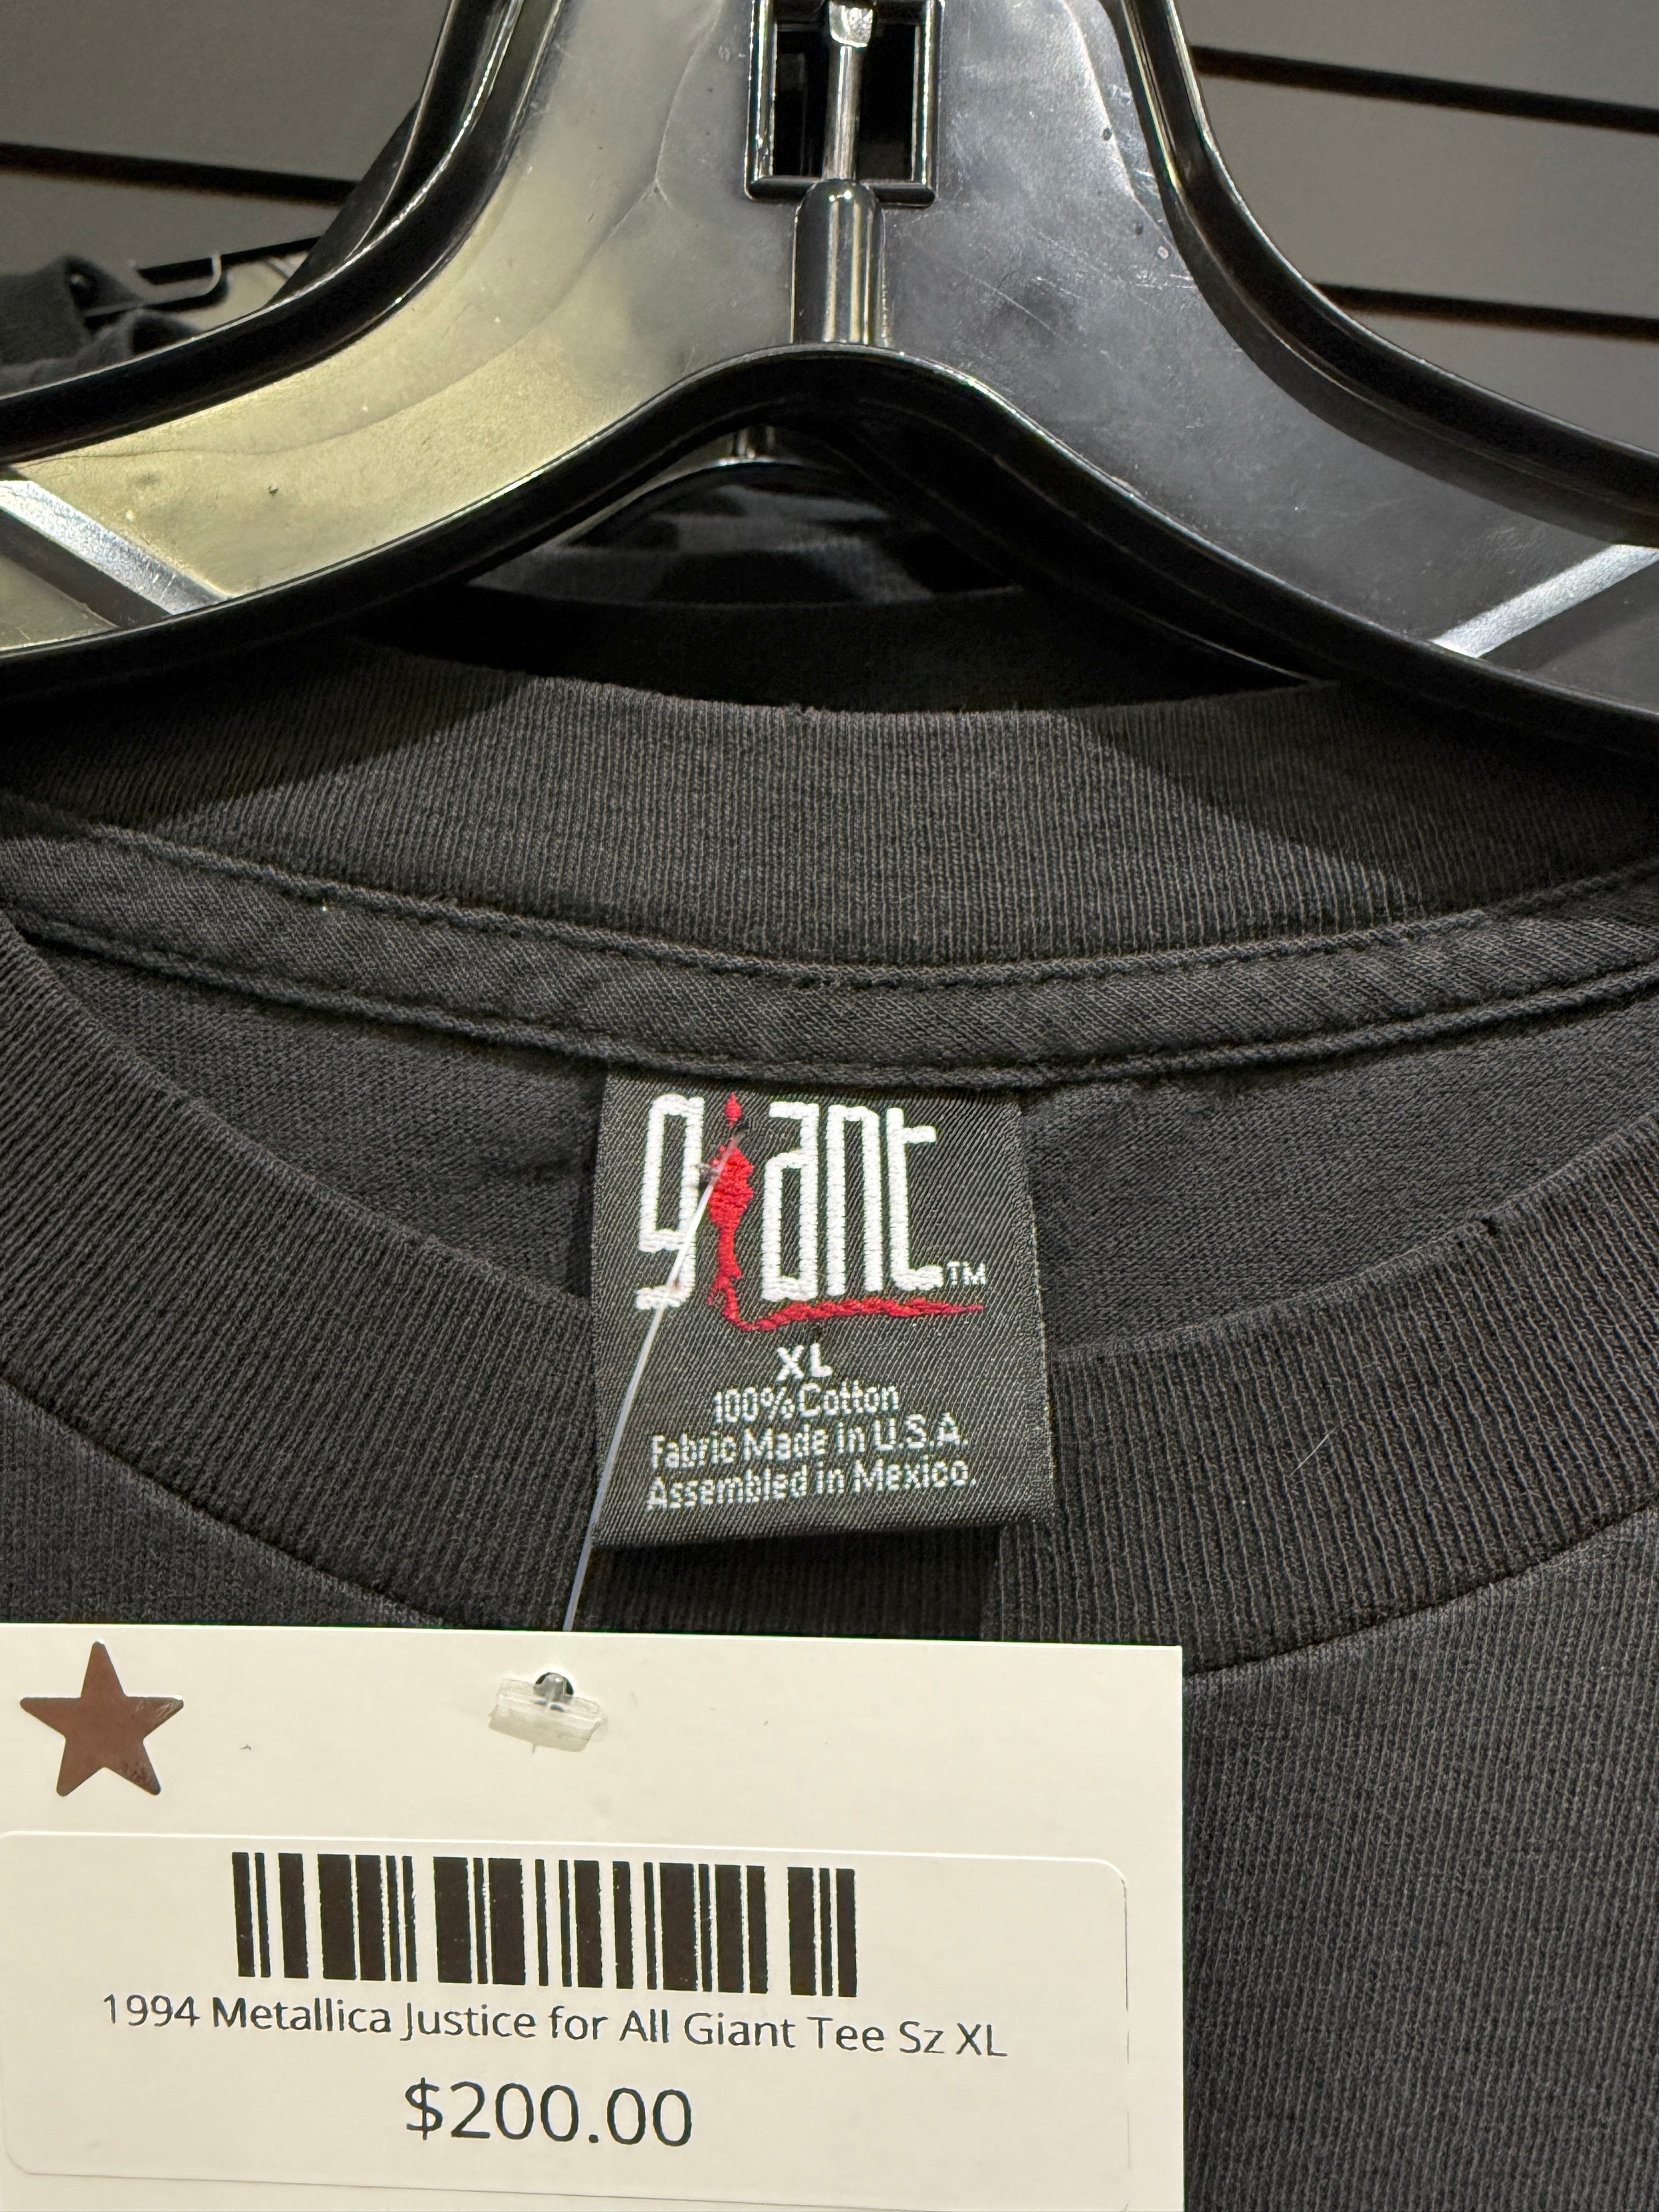 giant™
XL
100% Cotton
Fabric Made in U.S.A.
Assembled in Mexico.
1994 Metallica Justice for All Giant Tee Sz XL
$200.00